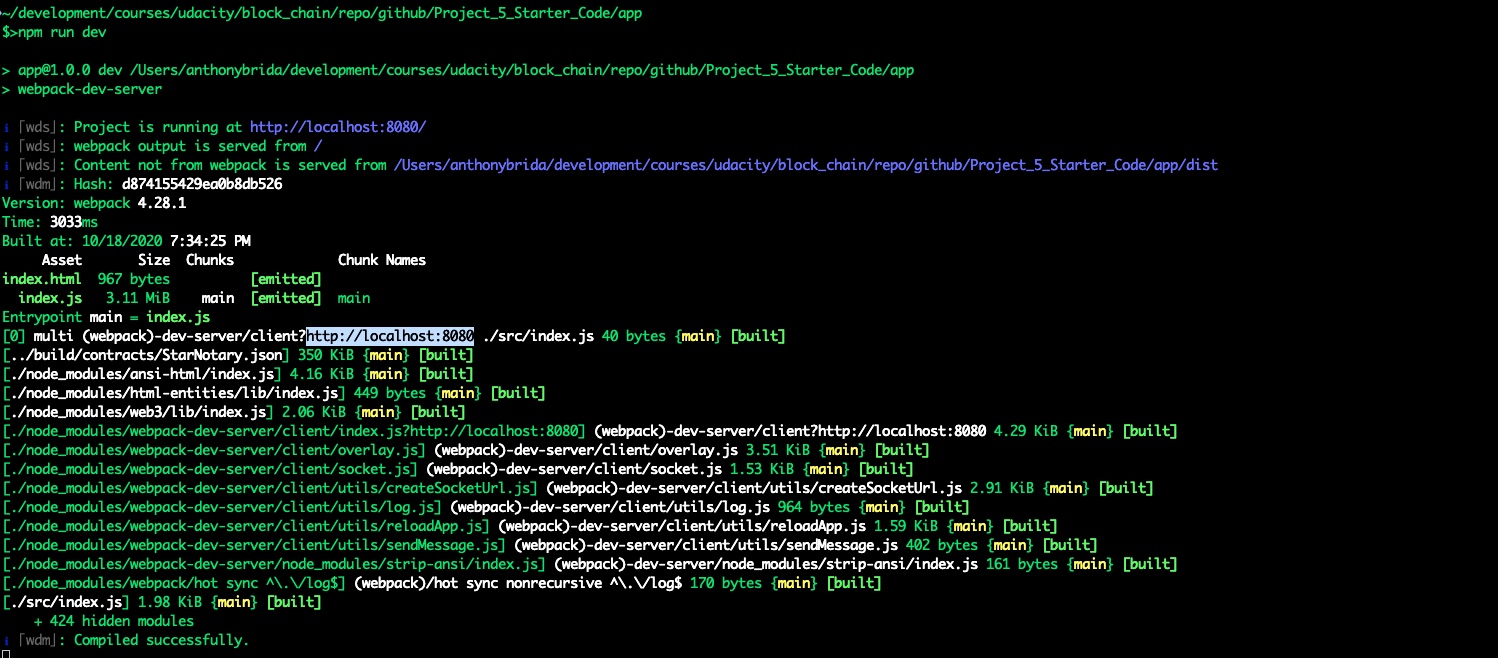 ~/development/courses/udacity/block_chain/repo/github/Project_5_Starter_Code/app
$>npm run dev
> app@1.0.0 dev /Users/anthonybrida/development/courses/udacity/block_chain/repo/github/Project_5_Starter_Code/app
> webpack-dev-server
ℹ ｢wds｣: Project is running at http://localhost:8080/
ℹ ｢wds｣: webpack output is served from /
ℹ ｢wds｣: Content not from webpack is served from /Users/anthonybrida/development/courses/udacity/block_chain/repo/github/Project_5_Starter_Code/app/dist
ℹ ｢wdm｣: Hash: d874155429ea0b8db526
Version: webpack 4.28.1
Time: 3033ms
Built at: 10/18/2020 7:34:25 PM
     Asset       Size  Chunks             Chunk Names
index.html  967 bytes          [emitted]
  index.js   3.11 MiB    main  [emitted]  main
Entrypoint main = index.js
[0] multi (webpack)-dev-server/client?http://localhost:8080 ./src/index.js 40 bytes {main} [built]
[../build/contracts/StarNotary.json] 350 KiB {main} [built]
[./node_modules/ansi-html/index.js] 4.16 KiB {main} [built]
[./node_modules/html-entities/lib/index.js] 449 bytes {main} [built]
[./node_modules/web3/lib/index.js] 2.06 KiB {main} [built]
[./node_modules/webpack-dev-server/client/index.js?http://localhost:8080] (webpack)-dev-server/client?http://localhost:8080 4.29 KiB {main} [built]
[./node_modules/webpack-dev-server/client/overlay.js] (webpack)-dev-server/client/overlay.js 3.51 KiB {main} [built]
[./node_modules/webpack-dev-server/client/socket.js] (webpack)-dev-server/client/socket.js 1.53 KiB {main} [built]
[./node_modules/webpack-dev-server/client/utils/createSocketUrl.js] (webpack)-dev-server/client/utils/createSocketUrl.js 2.91 KiB {main} [built]
[./node_modules/webpack-dev-server/client/utils/log.js] (webpack)-dev-server/client/utils/log.js 964 bytes {main} [built]
[./node_modules/webpack-dev-server/client/utils/reloadApp.js] (webpack)-dev-server/client/utils/reloadApp.js 1.59 KiB {main} [built]
[./node_modules/webpack-dev-server/client/utils/sendMessage.js] (webpack)-dev-server/client/utils/sendMessage.js 402 bytes {main} [built]
[./node_modules/webpack-dev-server/node_modules/strip-ansi/index.js] (webpack)-dev-server/node_modules/strip-ansi/index.js 161 bytes {main} [built]
[./node_modules/webpack/hot sync ^\.\/log$] (webpack)/hot sync nonrecursive ^\.\/log$ 170 bytes {main} [built]
[./src/index.js] 1.98 KiB {main} [built]
    + 424 hidden modules
ℹ ｢wdm｣: Compiled successfully.